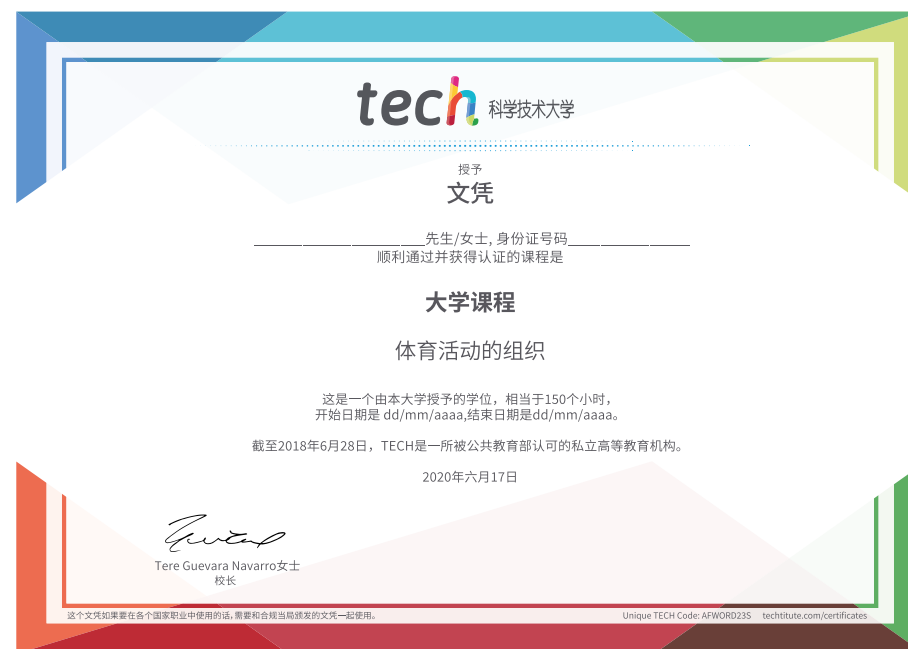 tech 科学技术大学
授予
文凭
_____________________先生/女士, 身份证号码_______________
顺利通过并获得认证的课程是
大学课程
体育活动的组织
这是一个由本大学授予的学位，相当于150个小时，
开始日期是 dd/mm/aaaa,结束日期是dd/mm/aaaa。
截至2018年6月28日，TECH是一所被公共教育部认可的私立高等教育机构。
2020年六月17日
Tere Guevara Navarro女士
校长
这个文凭如果要在各个国家职业中使用的话,需要和合规当局颁发的文凭一起使用。
Unique TECH Code: AFWORD23S techtitute.com/certificates